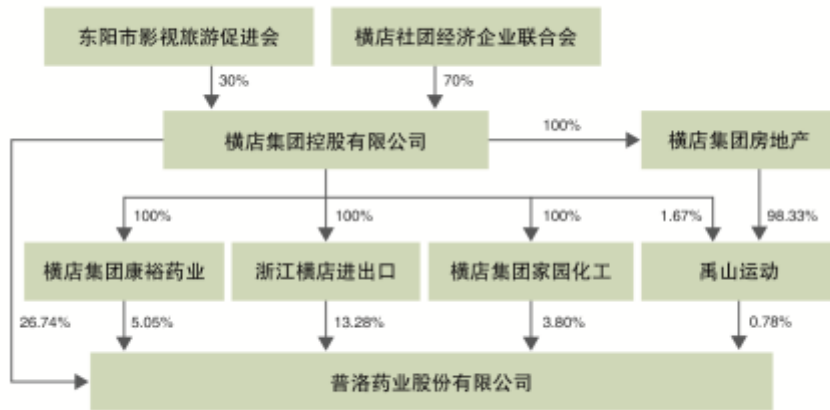 东阳市影视旅游促进会
横店社团经济企业联合会
30%
70%
横店集团控股有限公司
100%
横店集团房地产
100%
100%
100%
1.67%
98.33%
横店集团康裕药业
浙江横店进出口
横店集团家园化工
禹山运动
26.74%
5.05%
13.28%
3.80%
0.78%
普洛药业股份有限公司